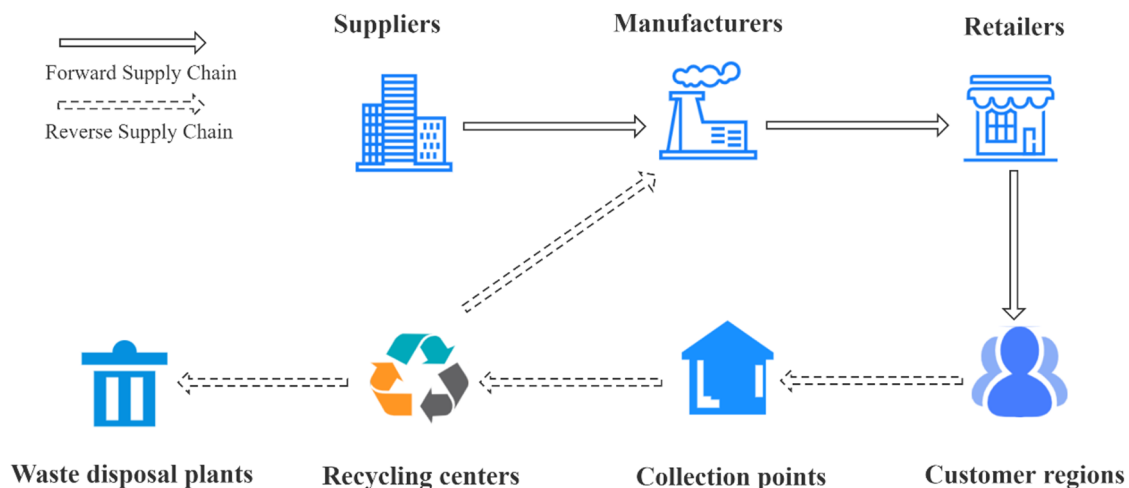 Suppliers
Manufacturers
Retailers
Forward Supply Chain
Reverse Supply Chain
Waste disposal plants
Recycling centers
Collection points
Customer regions